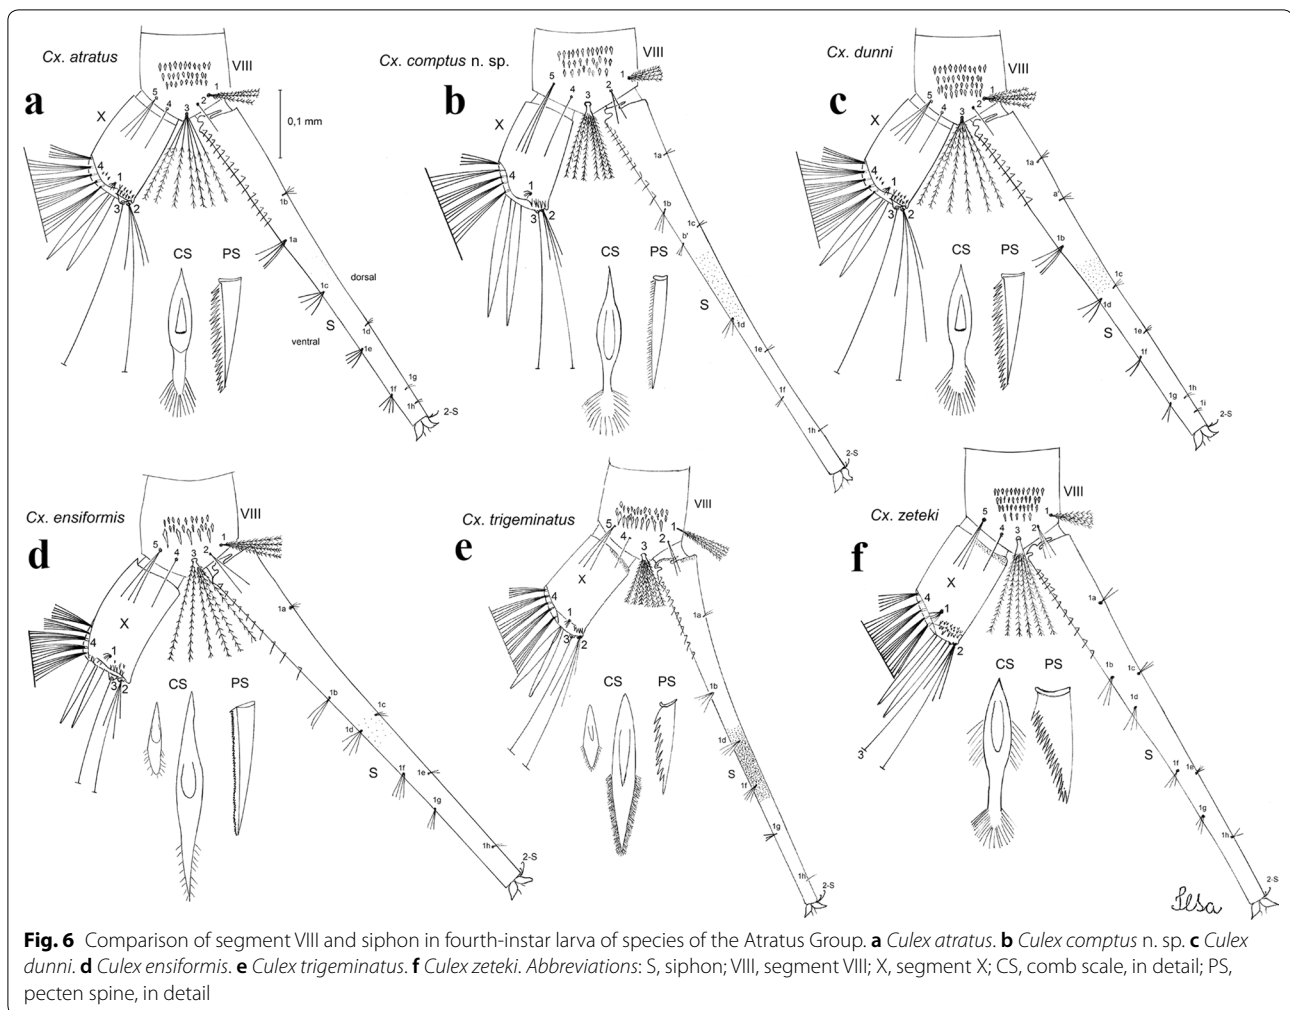 Cx. atratus
VIII
a
X
5
4
3
2
1
0,1 mm
4
1
3
2
1b
1a
CS
PS
dorsal
1c
S
1d
ventral
1e
1g
1f
1h
2-S
Cx. comptus n. sp.
VIII
b
5
4
3
2
1
X
1a
4
1
3
2
1b
1c
b'
CS
PS
S
1d
1e
1f
1h
2-S
Cx. dunni
VIII
c
X
5
4
3
2
1
1a
4
1
a'
3
2
1b
CS
PS
1c
1d
S
1e
1f
1h
1g
1i
2-S
Cx. ensiformis
VIII
d
5
4
3
2
1
1a
X
4
1
3
2
CS
PS
1b
1c
1d
S
1f
1e
1g
1h
2-S
Cx. trigeminatus
VIII
e
5
4
3
2
1
X
1a
4
1
3
2
CS
PS
1b
1d
S
1f
1g
1h
2-S
Cx. zeteki
VIII
f
5
4
3
2
1
X
1a
4
1
2
CS
PS
1b
1c
1d
3
S
1f
1e
1g
1h
2-S
Fig. 6 Comparison of segment VIII and siphon in fourth-instar larva of species of the Atratus Group. a Culex atratus. b Culex comptus n. sp. c Culex
dunni. d Culex ensiformis. e Culex trigeminatus. f Culex zeteki. Abbreviations: S, siphon; VIII, segment VIII; X, segment X; CS, comb scale, in detail; PS,
pecten spine, in detail